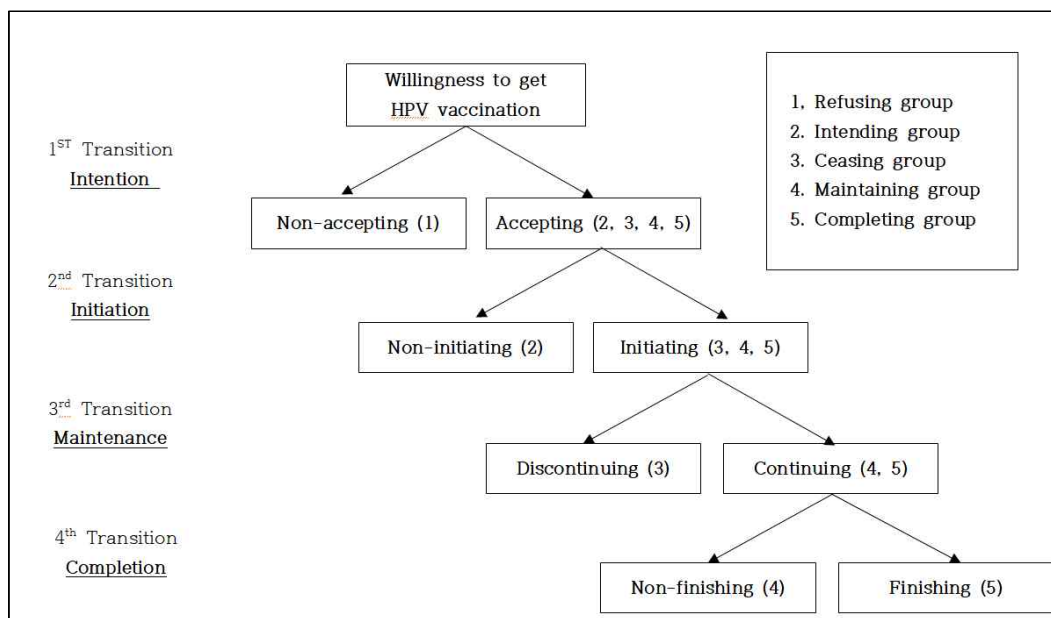 Willingness to get
HPV vaccination
1, Refusing group
2. Intending group
3. Ceasing group
4. Maintaining group
5. Completing group
1ST Transition
Intention
Non-accepting (1)
Accepting (2, 3, 4, 5)
2nd Transition
Initiation
Non-initiating (2)
Initiating (3, 4, 5)
3rd Transition
Maintenance
Discontinuing (3)
Continuing (4, 5)
4th Transition
Completion
Non-finishing (4)
Finishing (5)